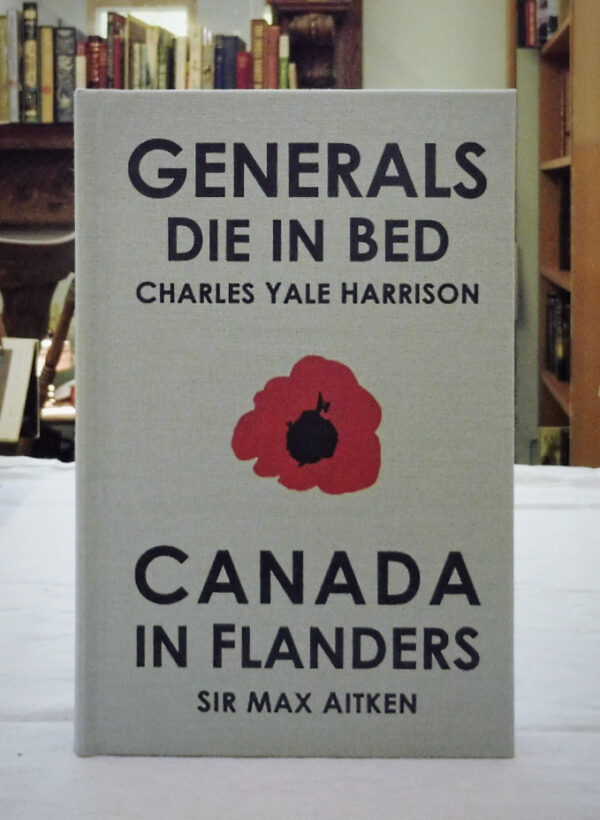 GENERALS
DIE IN BED
CHARLES YALE HARRISON
CANADA
IN FLANDERS
SIR MAX AITKEN